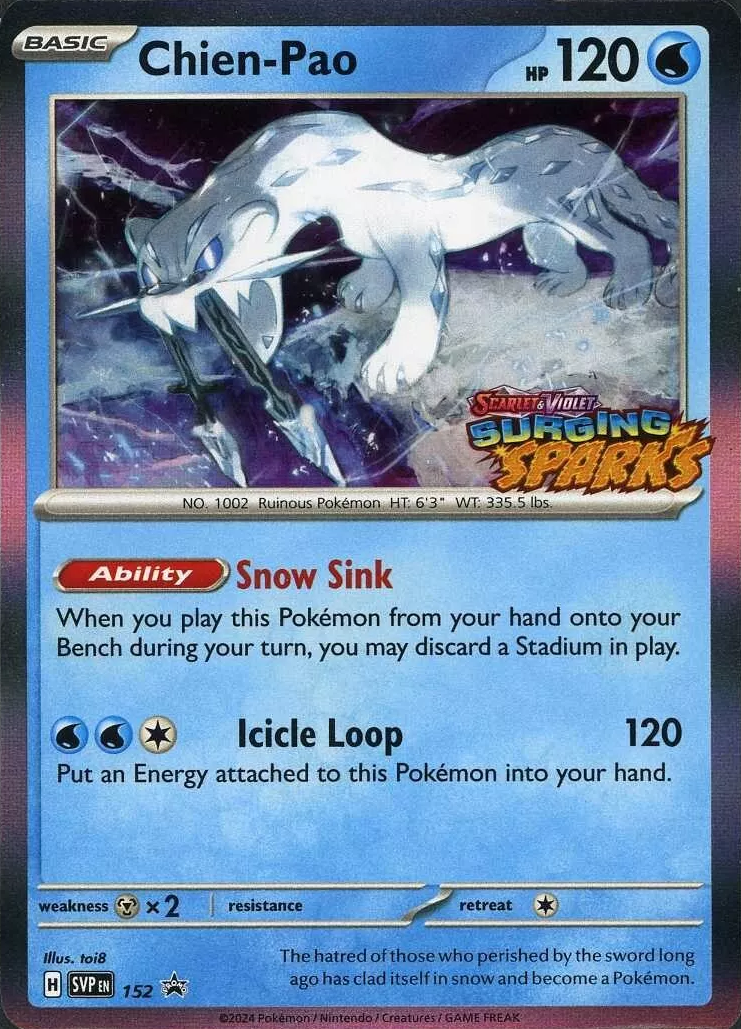 BASIC
Chien-Pao
HP 120
SCARLET & VIOLET
SURGING
SPARKS
NO. 1002 Ruinous Pokémon HT: 6'3" WT: 335.5 lbs.
Ability Snow Sink
When you play this Pokémon from your hand onto your
Bench during your turn, you may discard a Stadium in play.
Icicle Loop 120
Put an Energy attached to this Pokémon into your hand.
weakness ×2 resistance retreat
Illus. toi8
The hatred of those who perished by the sword long
ago has clad itself in snow and become a Pokémon.
H SVP EN 152 PROMO
©2024 Pokémon / Nintendo / Creatures / GAME FREAK